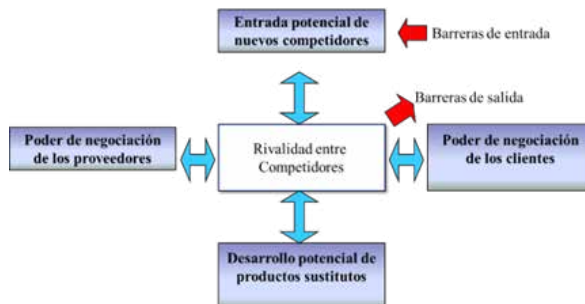 Entrada potencial de
nuevos competidores
Barreras de entrada
Barreras de salida
Poder de negociación
de los proveedores
Rivalidad entre
Competidores
Poder de negociación
de los clientes
Desarrollo potencial de
productos sustitutos